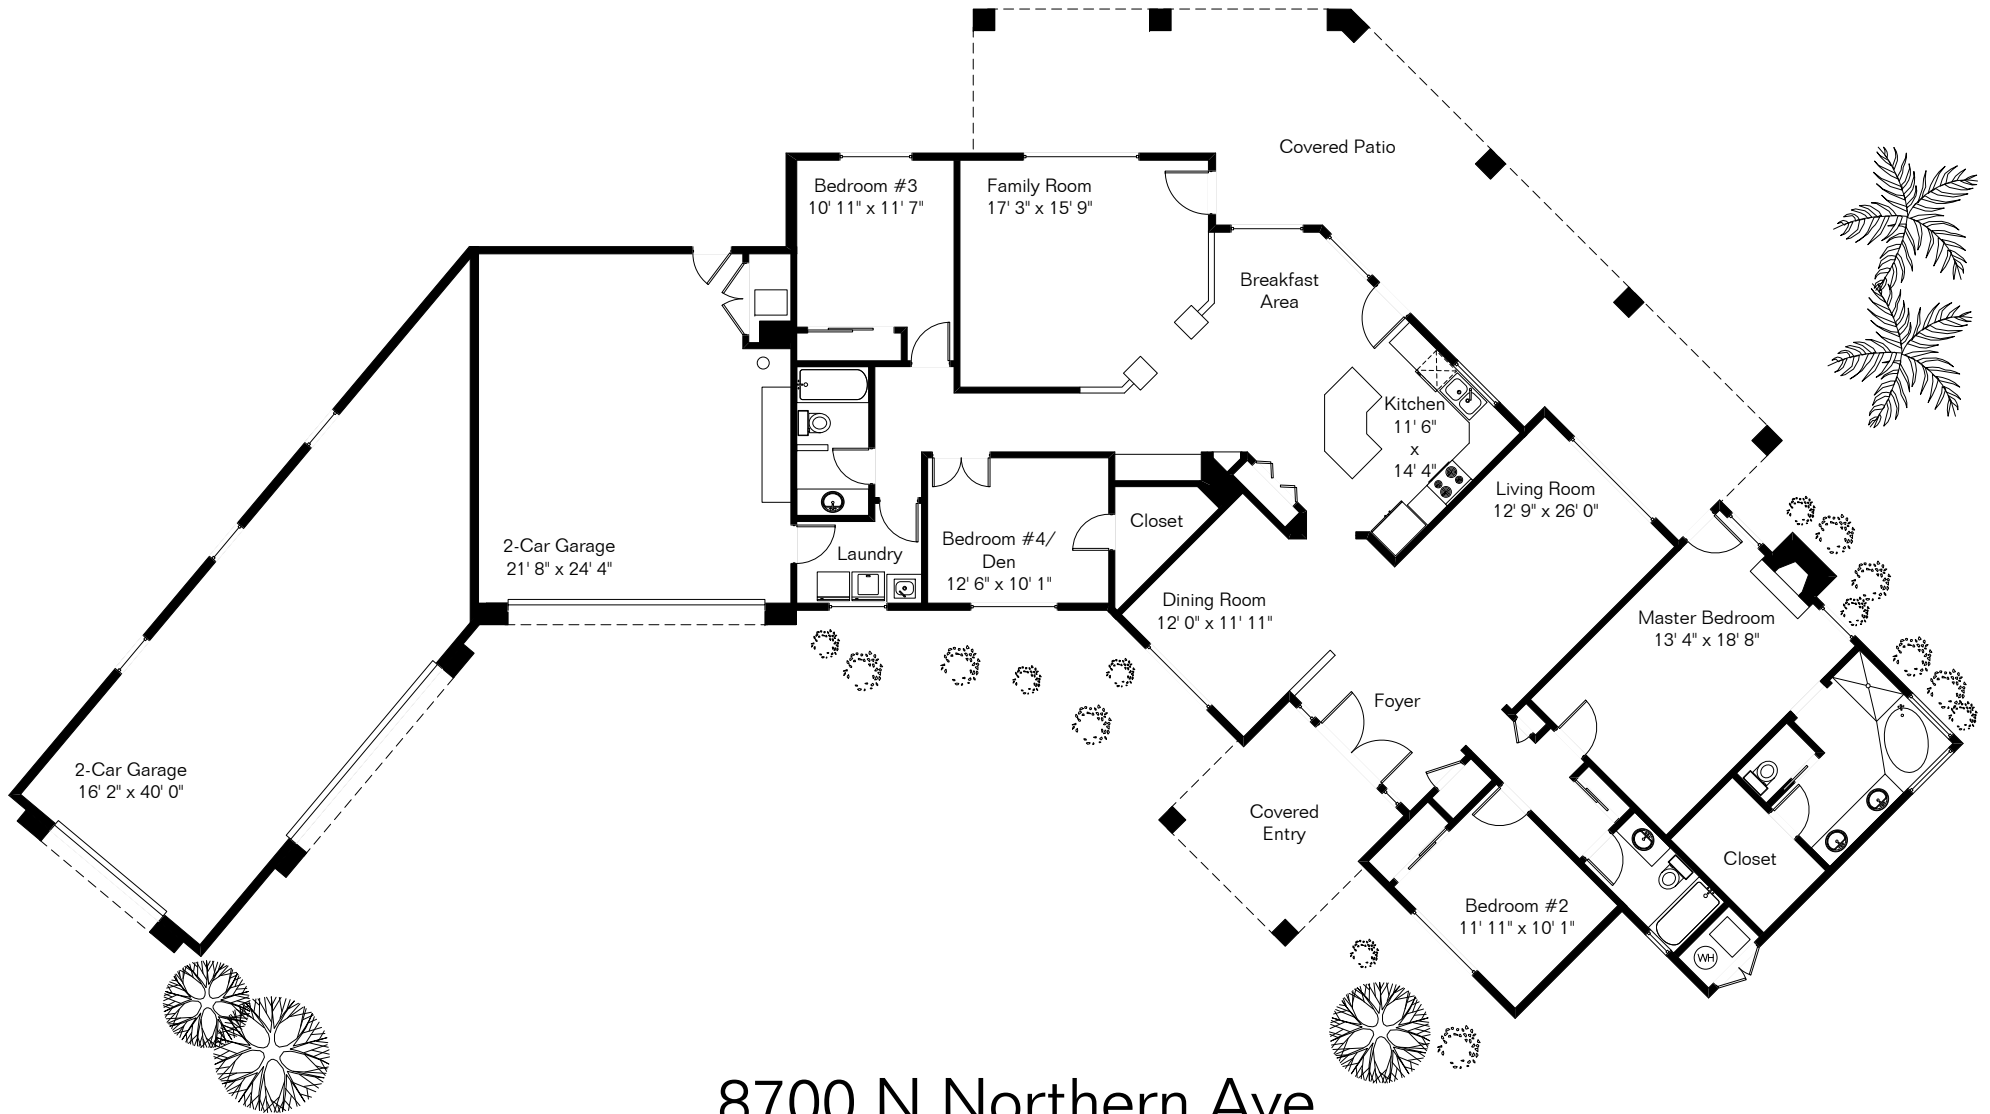 Covered Patio
Bedroom #3
10' 11" x 11' 7"
Family Room
17' 3" x 15' 9"
Breakfast
Area
Kitchen
11' 6"
x
14' 4"
Living Room
12' 9" x 26' 0"
2-Car Garage
21' 8" x 24' 4"
Laundry
Bedroom #4/
Den
12' 6" x 10' 1"
Closet
Dining Room
12' 0" x 11' 11"
Master Bedroom
13' 4" x 18' 8"
Foyer
2-Car Garage
16' 2" x 40' 0"
Covered
Entry
Closet
Bedroom #2
11' 11" x 10' 1"
WH
8700 N Northern Ave